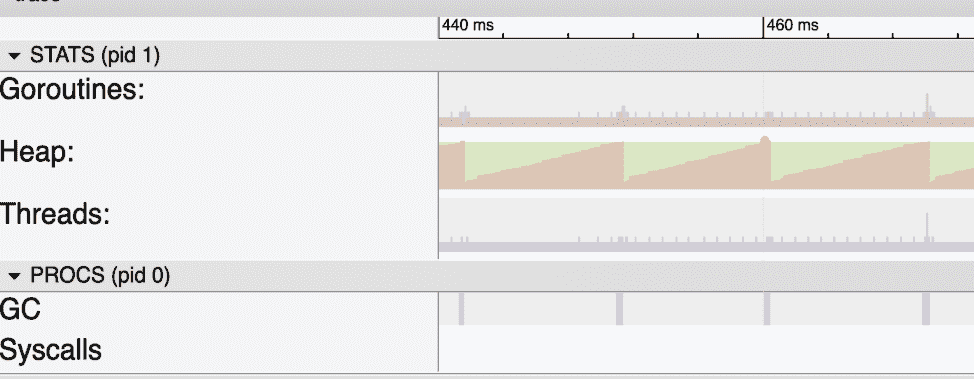 440 ms
460 ms
STATS (pid 1)
Goroutines:
Heap:
Threads:
PROCS (pid 0)
GC
Syscalls